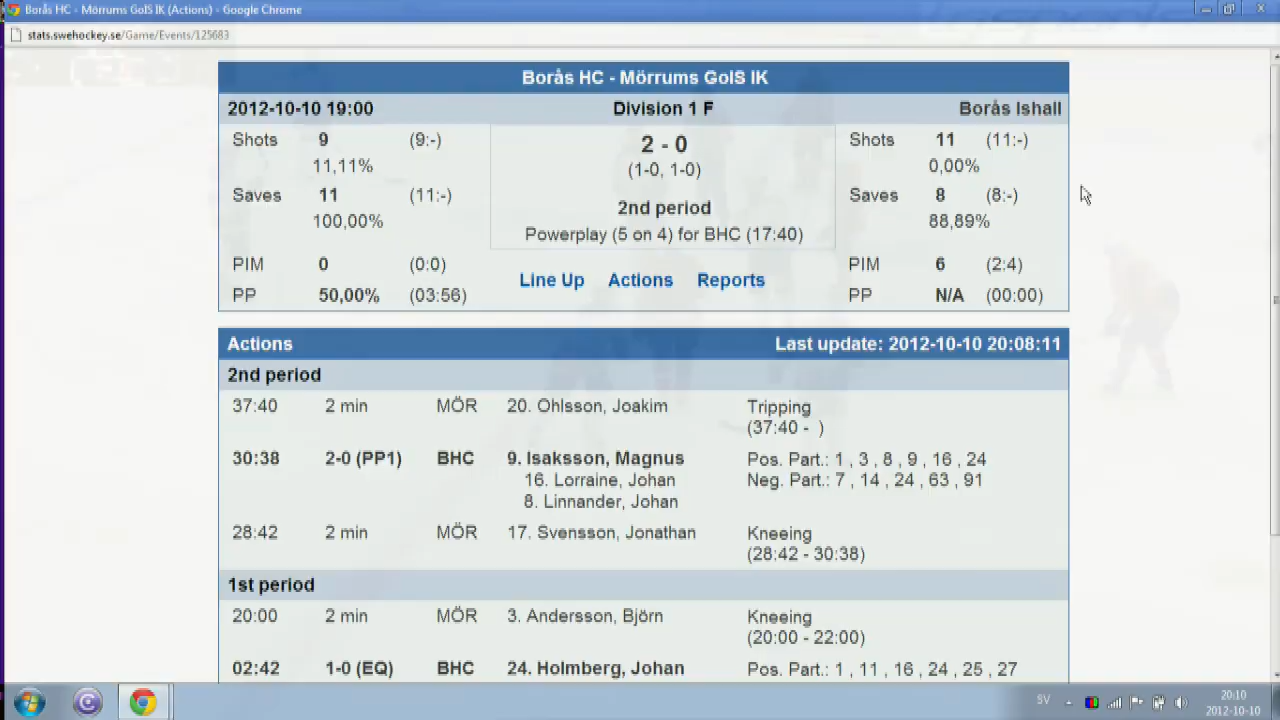 Borås HC - Mörrums GoIS IK (Actions) - Google Chrome
stats.swehockey.se/Game/Events/125683
Borås HC - Mörrums GoIS IK
2012-10-10 19:00 Division 1 F Borås Ishall
Shots 9 (9:-) 2 - 0 Shots 11 (11:-)
11,11% (1-0, 1-0) 0,00%
Saves 11 (11:-) 2nd period Saves 8 (8:-)
100,00% Powerplay (5 on 4) for BHC (17:40) 88,89%
PIM 0 (0:0) Line Up Actions Reports PIM 6 (2:4)
PP 50,00% (03:56) PP N/A (00:00)
Actions Last update: 2012-10-10 20:08:11
2nd period
37:40 2 min MÖR 20. Ohlsson, Joakim Tripping
(37:40 - )
30:38 2-0 (PP1) BHC 9. Isaksson, Magnus Pos. Part.: 1 , 3 , 8 , 9 , 16 , 24
16. Lorraine, Johan Neg. Part.: 7 , 14 , 24 , 63 , 91
8. Linnander, Johan
28:42 2 min MÖR 17. Svensson, Jonathan Kneeing
(28:42 - 30:38)
1st period
20:00 2 min MÖR 3. Andersson, Björn Kneeing
(20:00 - 22:00)
02:42 1-0 (EQ) BHC 24. Holmberg, Johan Pos. Part.: 1 , 11 , 16 , 24 , 25 , 27
SV 20:10
2012-10-10